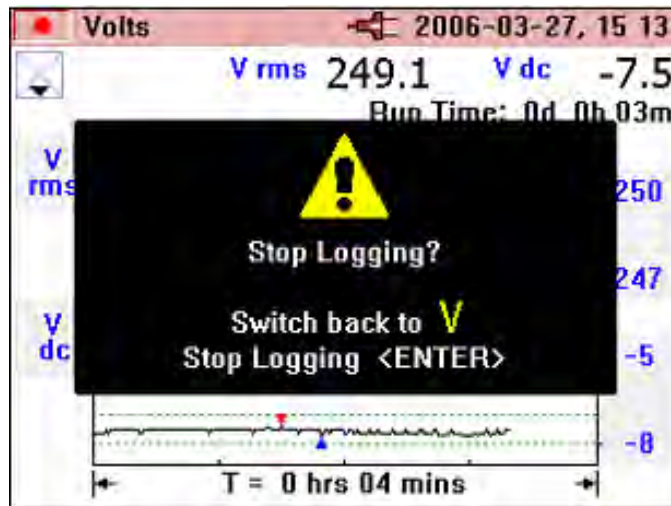 Volts 2006-03-27, 15 13
V rms 249.1 V dc -7.5
Run Time: 0d 0h 03m
V
rms
250
Stop Logging?
247
Switch back to V
V
dc
Stop Logging <ENTER>
-5
-8
T = 0 hrs 04 mins